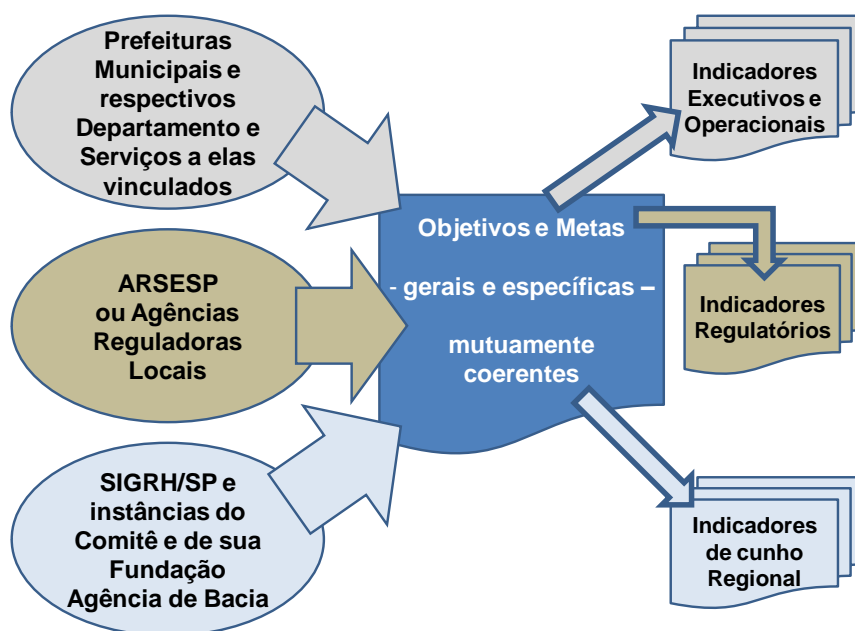 Prefeituras
Municipais e
respectivos
Departamento e
Serviços a elas
vinculados
ARSESP
ou Agências
Reguladoras
Locais
SIGRH/SP e
instâncias do
Comitê e de sua
Fundação
Agência de Bacia
Objetivos e Metas
- gerais e específicas –
mutuamente
coerentes
Indicadores
Executivos e
Operacionais
Indicadores
Regulatórios
Indicadores
de cunho
Regional